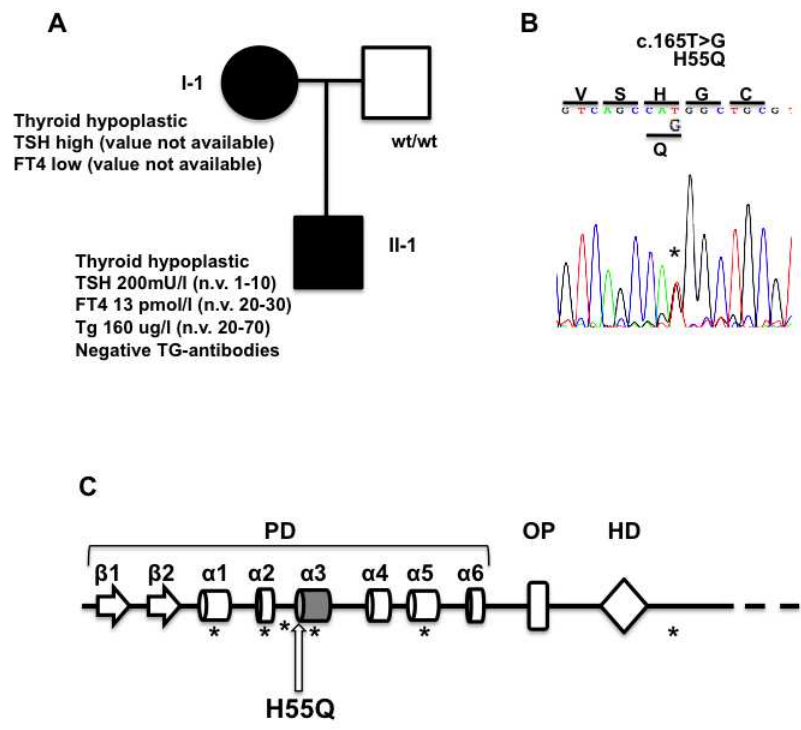 A
I-1
Thyroid hypoplastic
TSH high (value not available)
FT4 low (value not available)
wt/wt
II-1
Thyroid hypoplastic
TSH 200mU/l (n.v. 1-10)
FT4 13 pmol/l (n.v. 20-30)
Tg 160 ug/l (n.v. 20-70)
Negative TG-antibodies
B
c.165T>G
H55Q
V S H G C
G T C A G C C A T G G C T G C G T
G
Q
*
C
PD OP HD
β1 β2 α1 α2 α3 α4 α5 α6
* * * * * *
H55Q